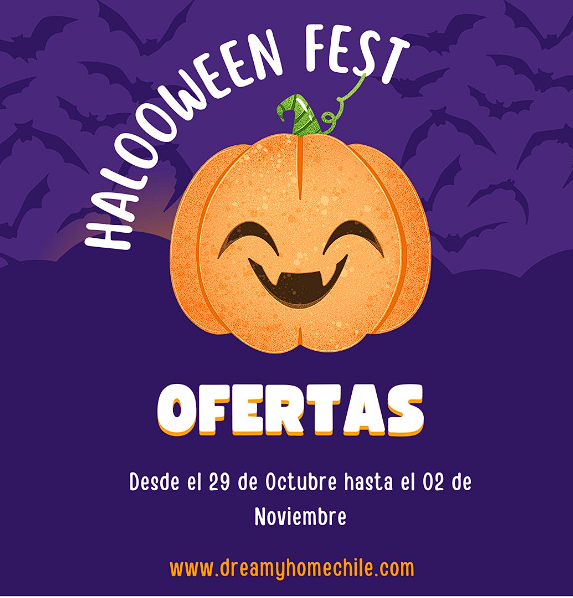 HALOOWEEN FEST
OFERTAS
Desde el 29 de Octubre hasta el 02 de
Noviembre
www.dreamyhomechile.com